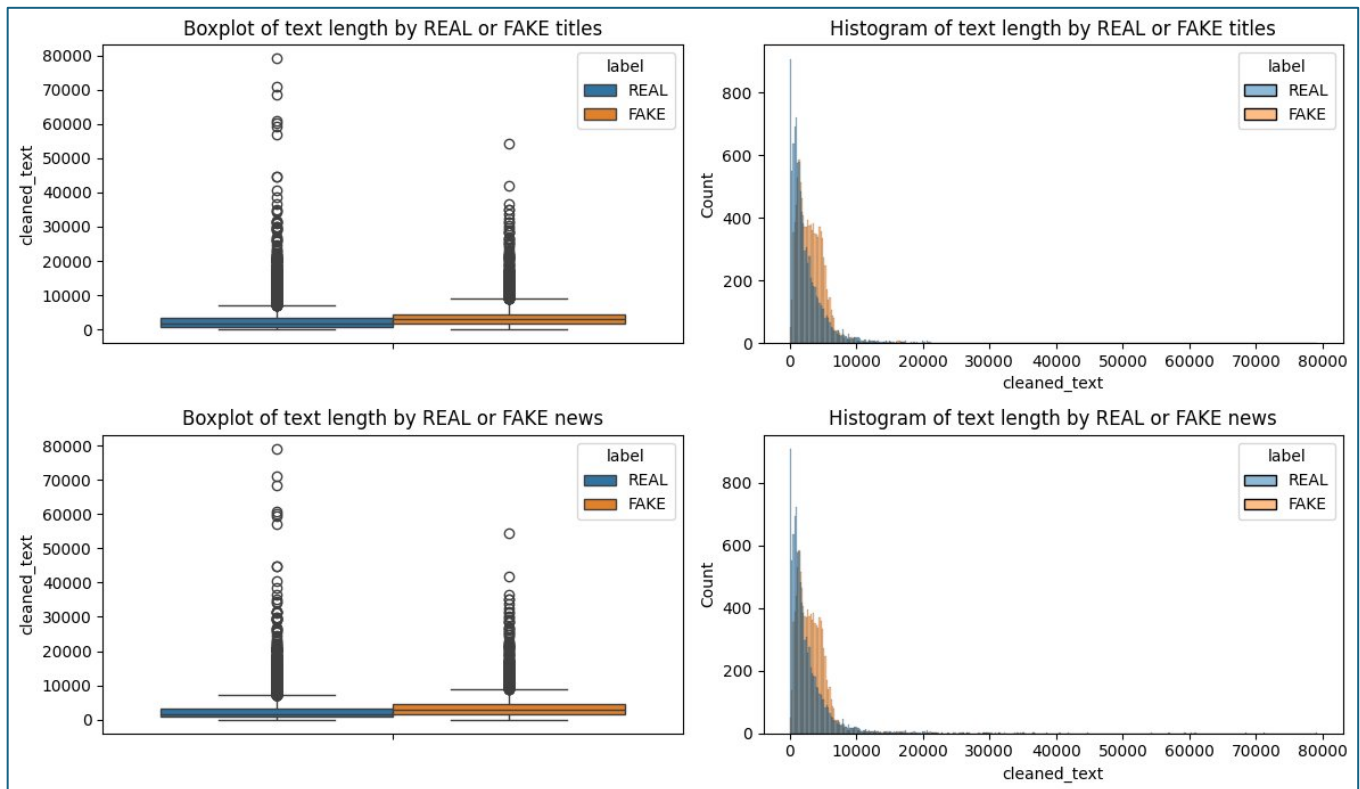 Boxplot of text length by REAL or FAKE titles
80000
70000
60000
50000
40000
30000
20000
10000
0
cleaned_text
label
REAL
FAKE
Histogram of text length by REAL or FAKE titles
800
600
400
200
0
Count
label
REAL
FAKE
0 10000 20000 30000 40000 50000 60000 70000 80000
cleaned_text
Boxplot of text length by REAL or FAKE news
80000
70000
60000
50000
40000
30000
20000
10000
0
cleaned_text
label
REAL
FAKE
Histogram of text length by REAL or FAKE news
800
600
400
200
0
Count
label
REAL
FAKE
0 10000 20000 30000 40000 50000 60000 70000 80000
cleaned_text